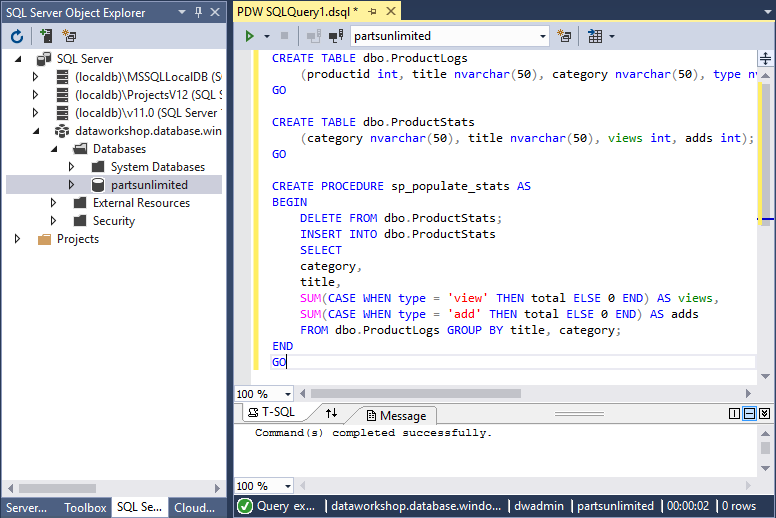 SQL Server Object Explorer
SQL Server
(localdb)\MSSQLLocalDB (S
(localdb)\ProjectsV12 (SQL S
(localdb)\v11.0 (SQL Server
dataworkshop.database.win
Databases
System Databases
partsunlimited
External Resources
Security
Projects
Server...
Toolbox
SQL Se...
Cloud...
PDW SQLQuery1.dsql *
partsunlimited
CREATE TABLE dbo.ProductLogs
(productid int, title nvarchar(50), category nvarchar(50), type nv
GO
CREATE TABLE dbo.ProductStats
(category nvarchar(50), title nvarchar(50), views int, adds int);
GO
CREATE PROCEDURE sp_populate_stats AS
BEGIN
DELETE FROM dbo.ProductStats;
INSERT INTO dbo.ProductStats
SELECT
category,
title,
SUM(CASE WHEN type = 'view' THEN total ELSE 0 END) AS views,
SUM(CASE WHEN type = 'add' THEN total ELSE 0 END) AS adds
FROM dbo.ProductLogs GROUP BY title, category;
END
GO
100 %
T-SQL
Message
Command(s) completed successfully.
100 %
Query ex... dataworkshop.database.windo... dwadmin partsunlimited 00:00:02 0 rows